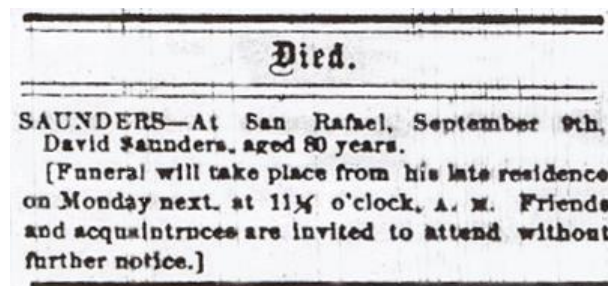 Died.
SAUNDERS—At San Rafael, September 9th,
David Saunders, aged 80 years.
[Funeral will take place from his late residence
on Monday next, at 11½ o'clock, A. M. Friends
and acquaintnces are invited to attend without
further notice.]